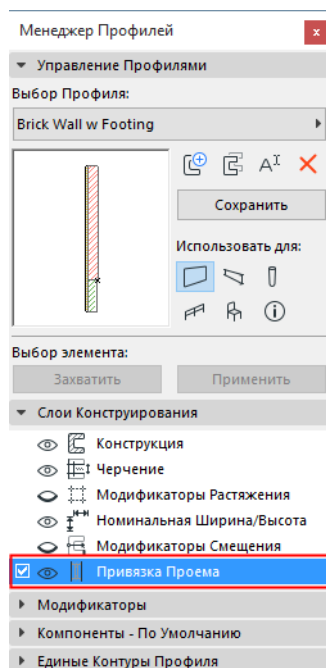 Менеджер Профилей
Управление Профилями
Выбор Профиля:
Brick Wall w Footing
Сохранить
Использовать для:
Выбор элемента:
Захватить Применить
Слои Конструирования
Конструкция
Черчение
Модификаторы Растяжения
Номинальная Ширина/Высота
Модификаторы Смещения
Привязка Проема
Модификаторы
Компоненты - По Умолчанию
Единые Контуры Профиля